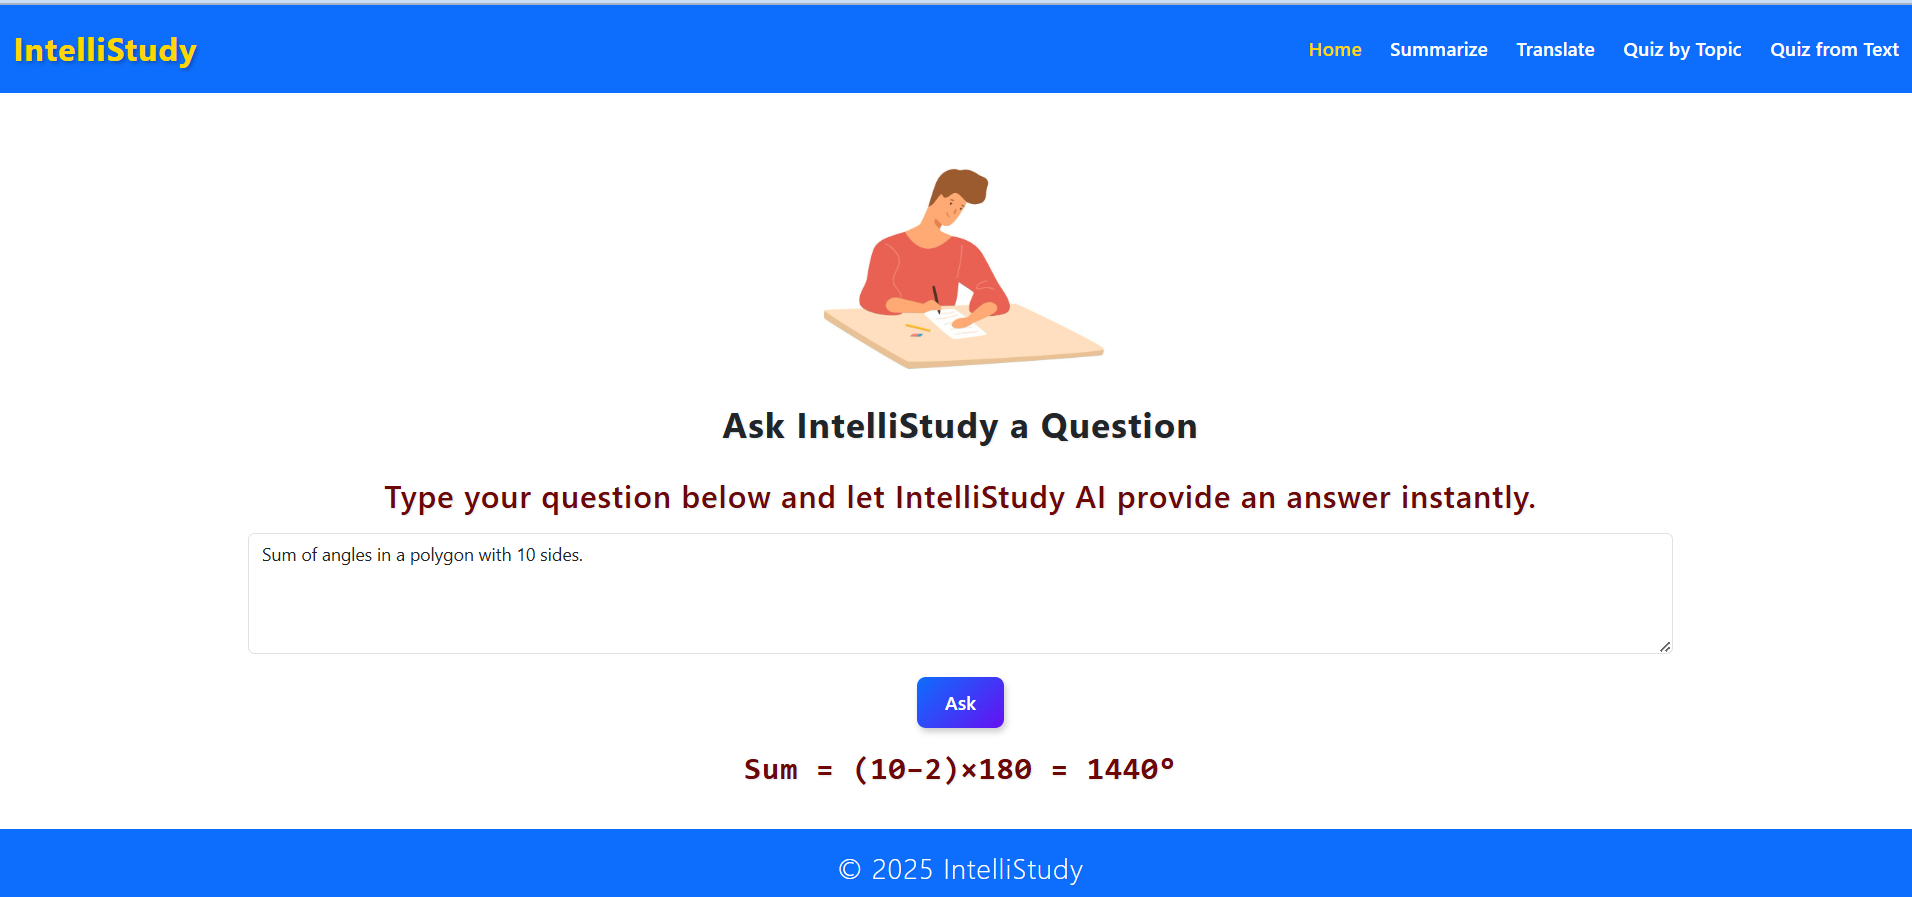 IntelliStudy
Home Summarize Translate Quiz by Topic Quiz from Text
Ask IntelliStudy a Question
Type your question below and let IntelliStudy AI provide an answer instantly.
Sum of angles in a polygon with 10 sides.
Ask
Sum = (10−2)×180 = 1440°
© 2025 IntelliStudy